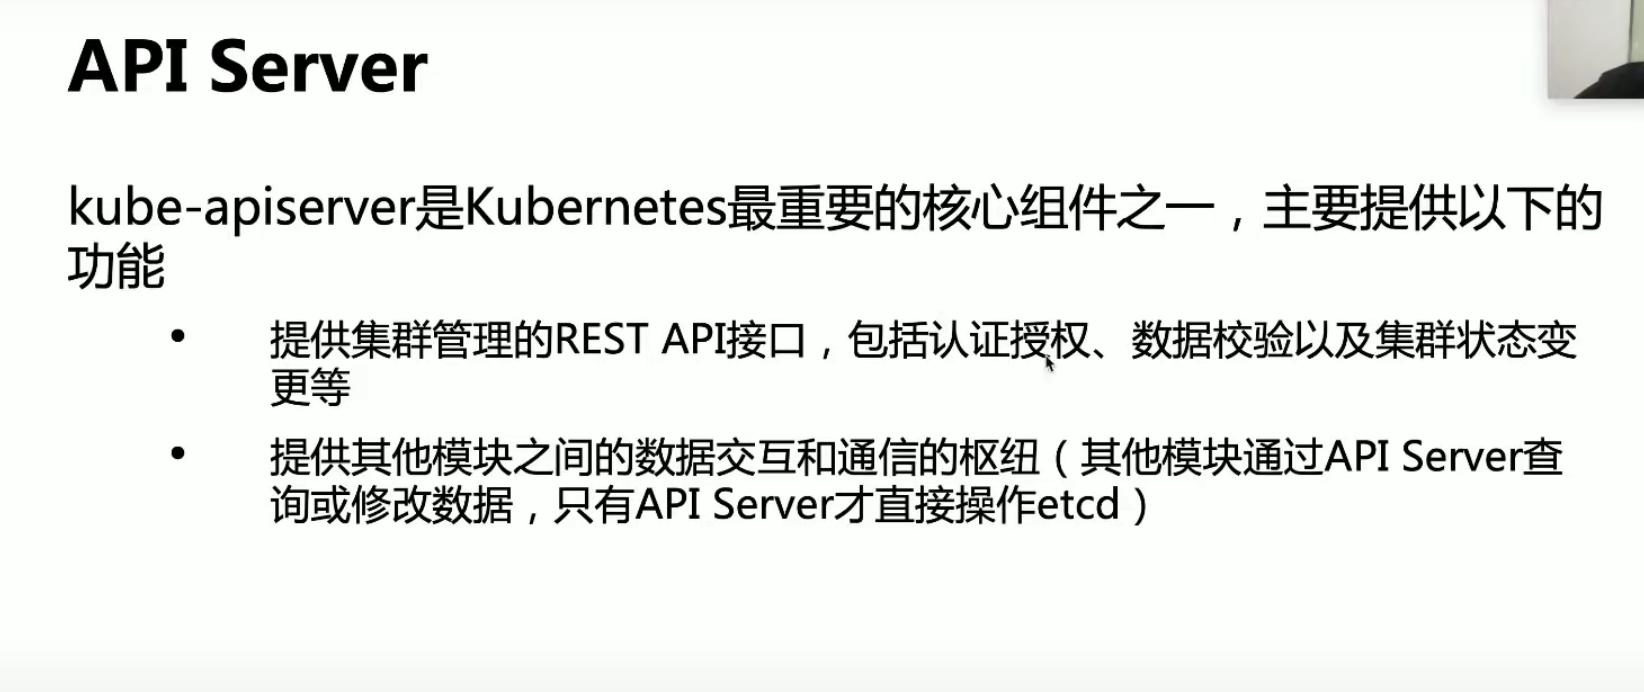 API Server
kube-apiserver是Kubernetes最重要的核心组件之一，主要提供以下的
功能
• 提供集群管理的REST API接口，包括认证授权、数据校验以及集群状态变
更等
• 提供其他模块之间的数据交互和通信的枢纽（其他模块通过API Server查
询或修改数据，只有API Server才直接操作etcd）